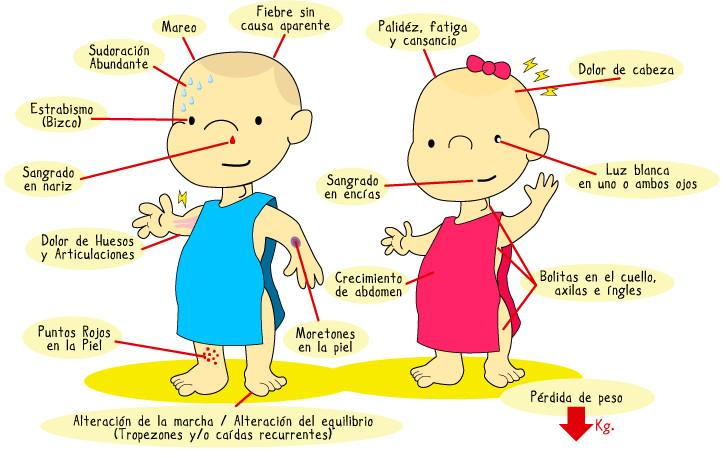 Mareo
Fiebre sin
causa aparente
Sudoración
Abundante
Estrabismo
(Bizco)
Sangrado
en nariz
Dolor de Huesos
y Articulaciones
Puntos Rojos
en la Piel
Moretones
en la piel
Alteración de la marcha / Alteración del equilibrio
(Tropezones y/o caídas recurrentes)
Palidéz, fatiga
y cansancio
Dolor de cabeza
Sangrado
en encías
Luz blanca
en uno o ambos ojos
Crecimiento
de abdomen
Bolitas en el cuello,
axilas e íngles
Pérdida de peso
Kg.